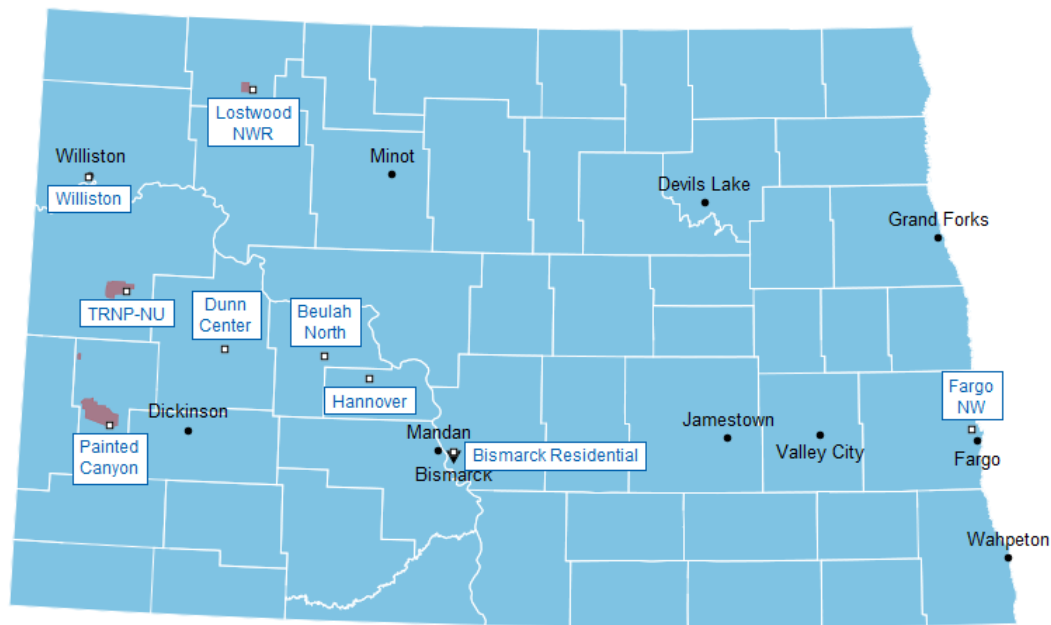 Lostwood
NWR
Williston
Minot
Williston
Devils Lake
Grand Forks
TRNP-NU
Dunn
Center
Beulah
North
Hannover
Fargo
NW
Dickinson
Painted
Canyon
Mandan
Bismarck Residential
Bismarck
Jamestown
Valley City
Fargo
Wahpeton